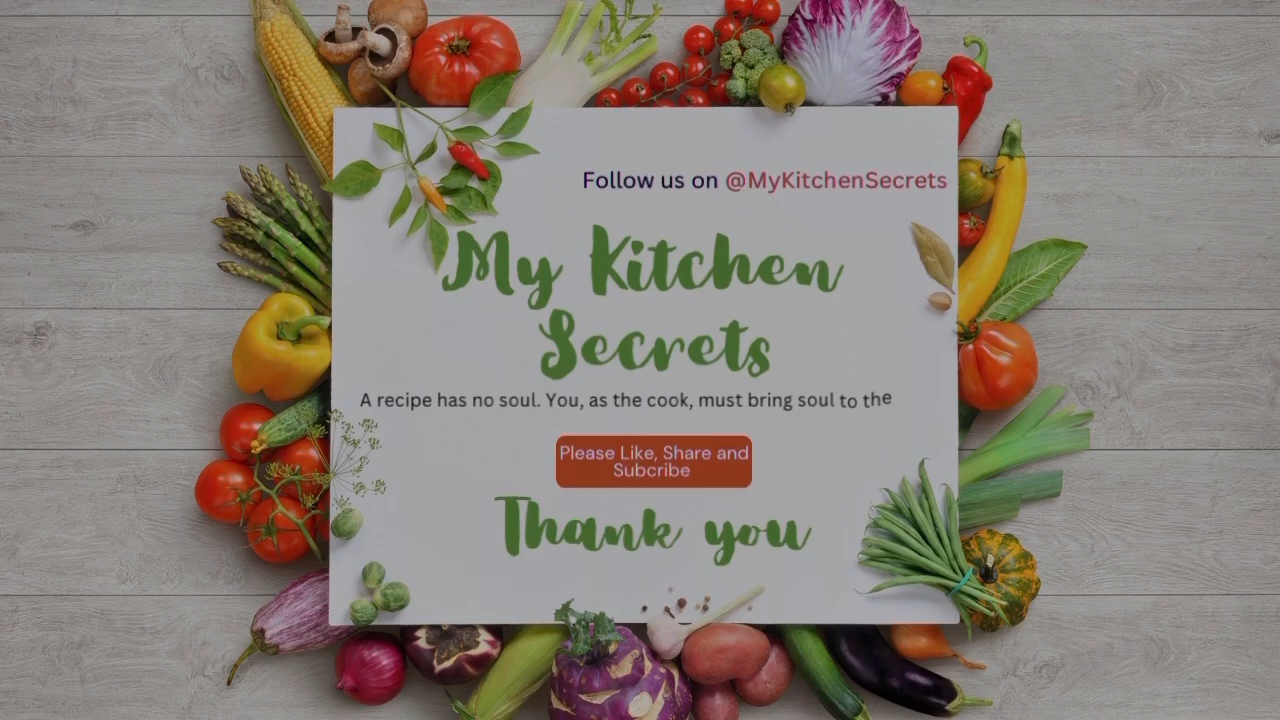 Follow us on @MyKitchenSecrets
My Kitchen
Secrets
A recipe has no soul. You, as the cook, must bring soul to the
Please Like, Share and
Subcribe
Thank you